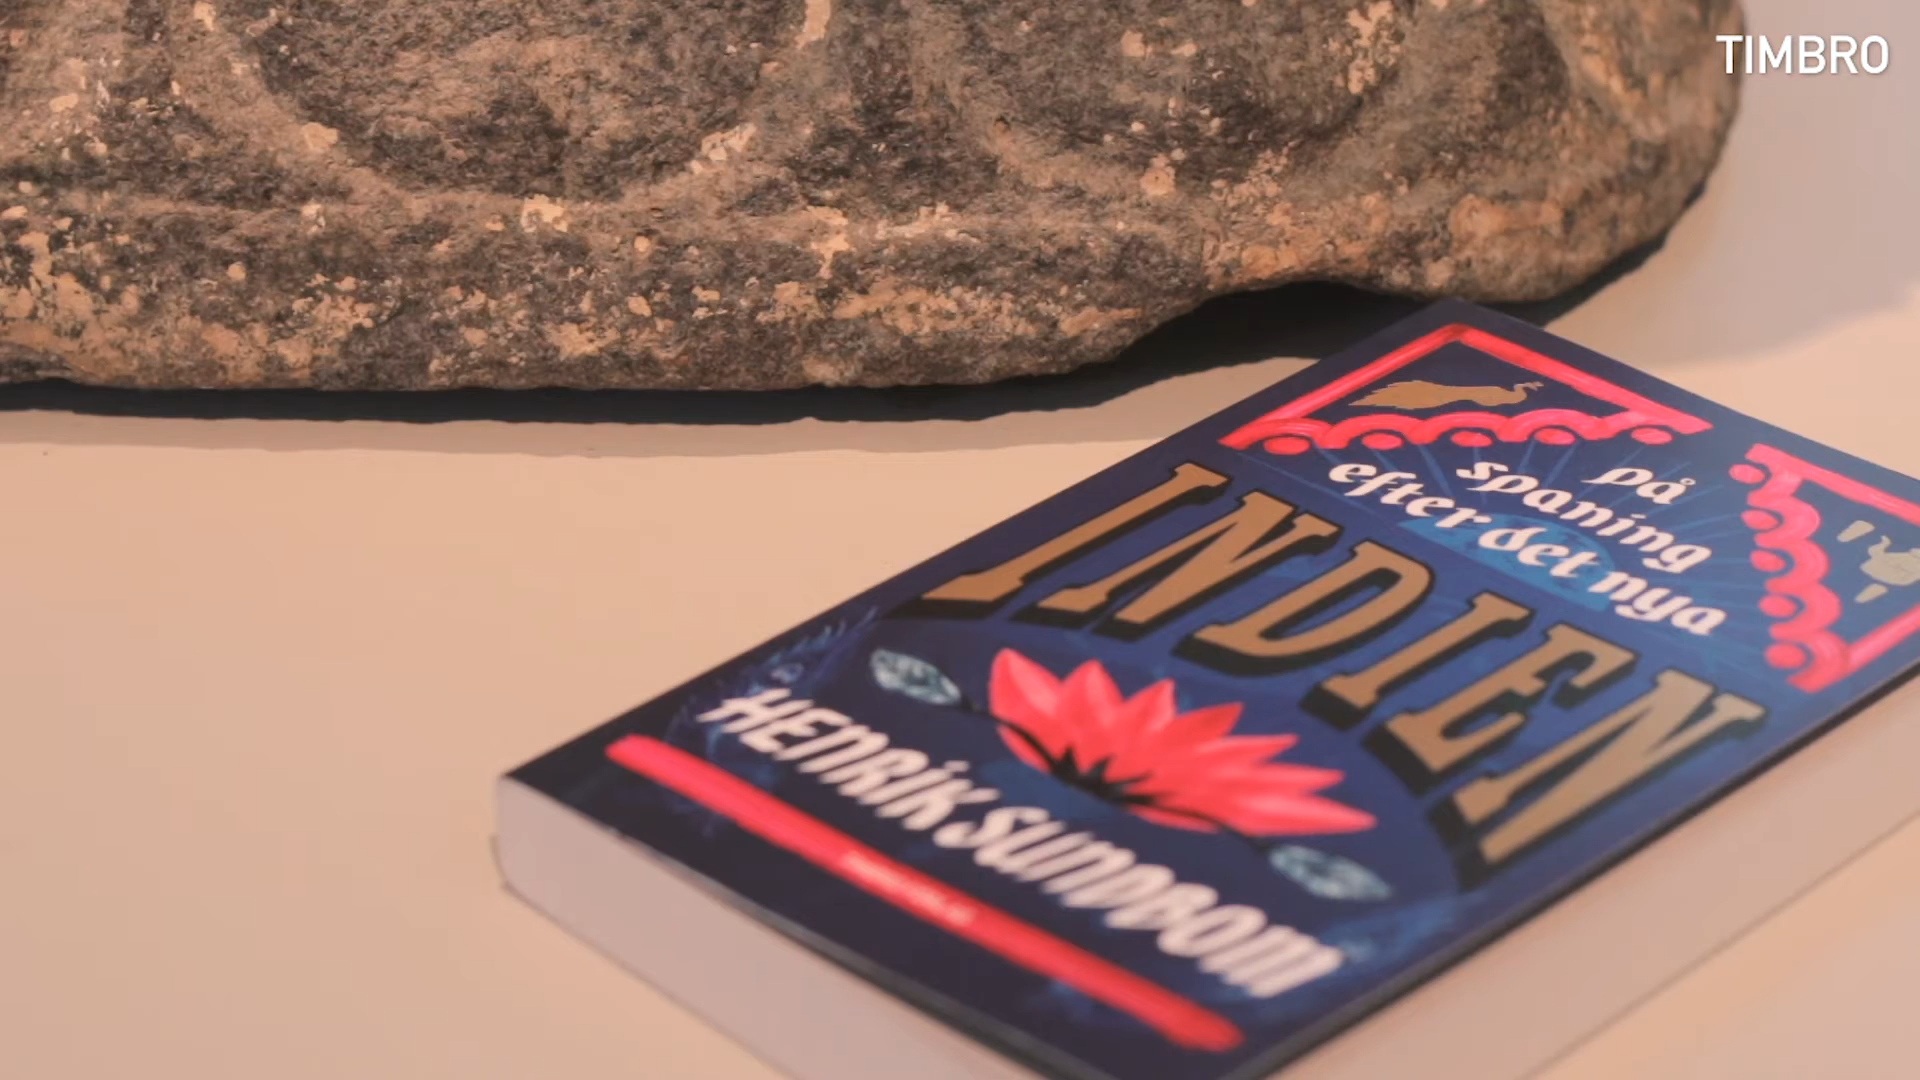 TIMBRO
på
spaning
efter det nya
INDIEN
HENRIK SUNDBOM